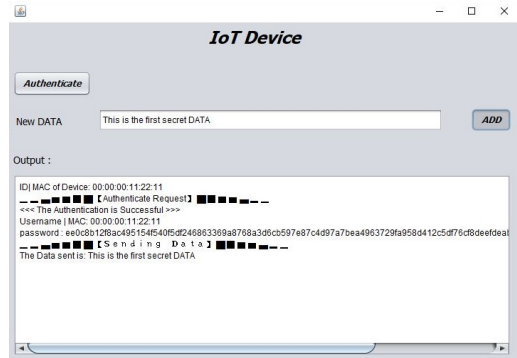 IoT Device
Authenticate
New DATA This is the first secret DATA ADD
Output :
ID| MAC of Device: 00:00:00:11:22:11
▁▂▃▄▅▆▇█【Authenticate Request】█▇▆▅▄▃▂▁
<<< The Authentication is Successful >>>
Username | MAC: 00:00:00:11:22:11
password : ee0c8b12f8ac495154f540f5df246863369a8768a3d6cb597e87c4d97a7bea4963729fa958d412c5df76cf8deefdeal
▁▂▃▄▅▆▇█【Sending Data】█▇▆▅▄▃▂▁
The Data sent is: This is the first secret DATA